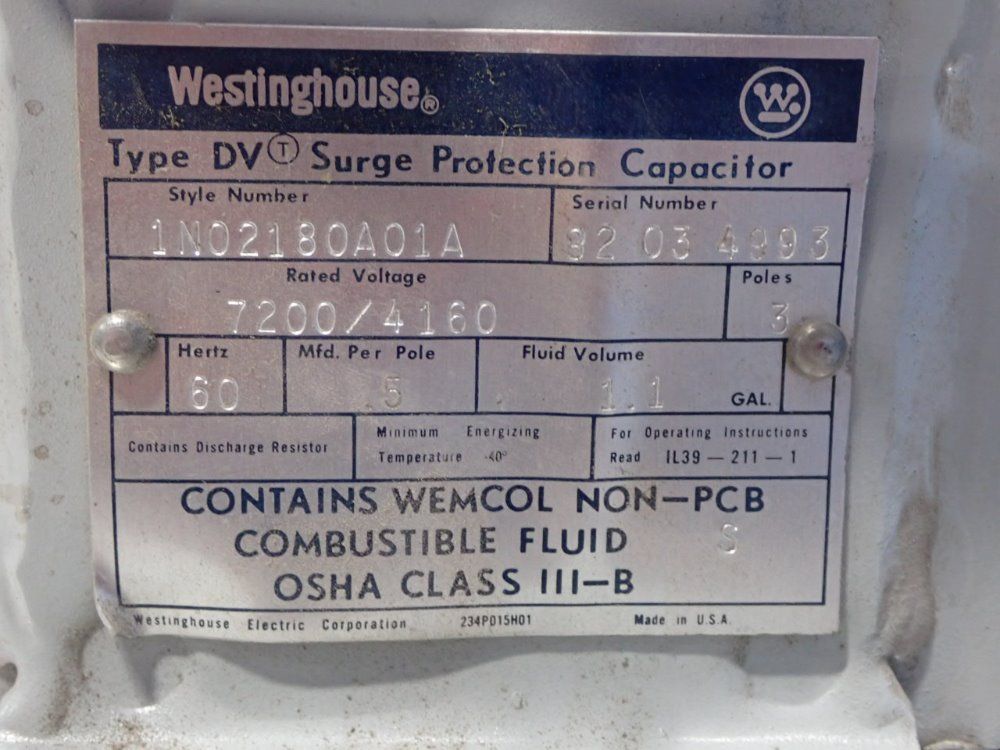 Westinghouse®
W
Type DV Ⓣ Surge Protection Capacitor
Style Number Serial Number
1N02180A01A 82 03 4993
Rated Voltage Poles
7200/4160 3
Hertz Mfd. Per Pole Fluid Volume
60 .5 1.1 GAL.
Contains Discharge Resistor
Minimum Energizing
Temperature -40°
For Operating Instructions
Read IL39—211—1
CONTAINS WEMCOL NON—PCB
COMBUSTIBLE FLUID S
OSHA CLASS III—B
Westinghouse Electric Corporation 234P015H01 Made in U.S.A.